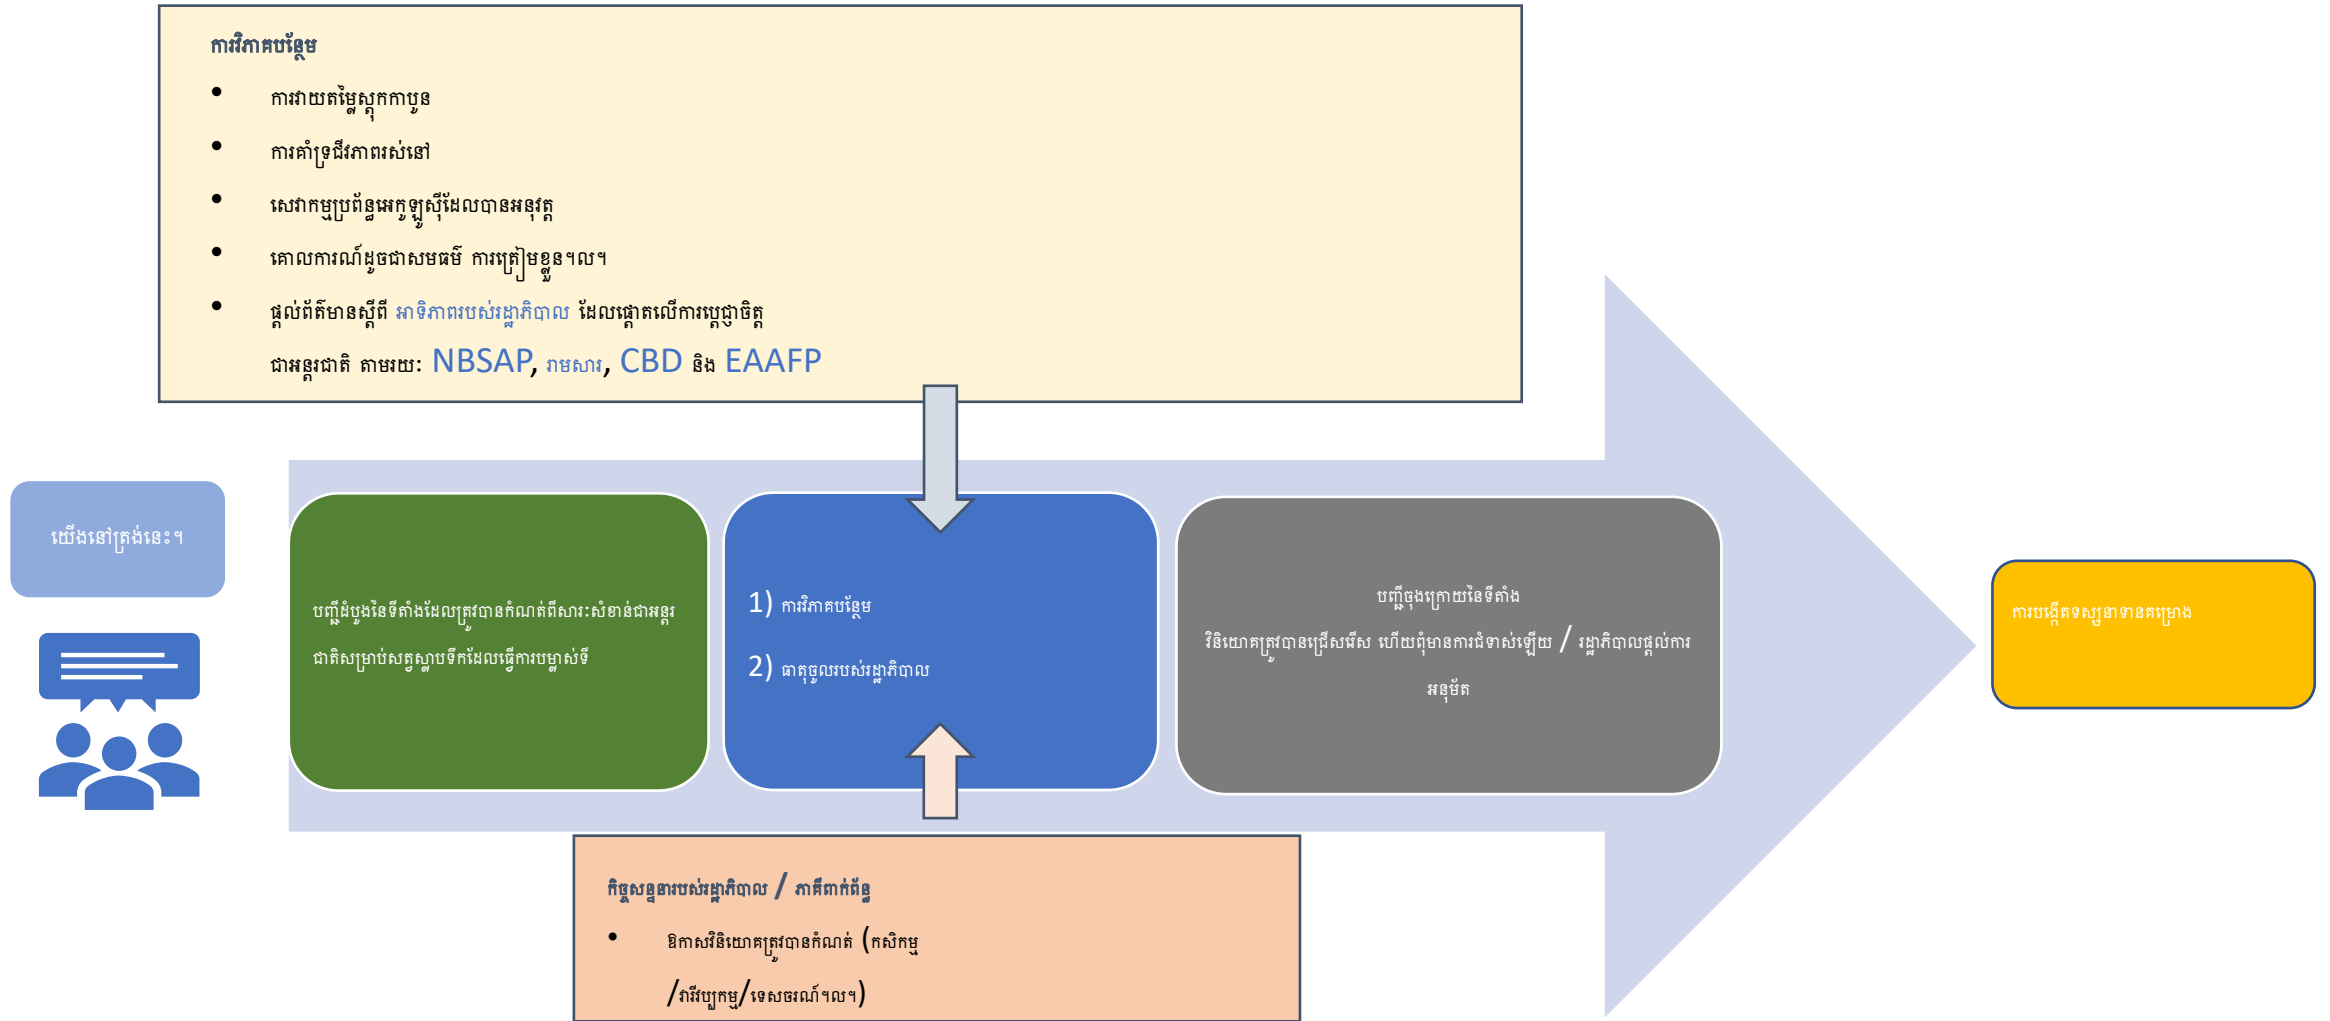 ការវិភាគបន្ថែម
• ការវាយតម្លៃស្តុកកាបូន
• ការគាំទ្រជីវភាពរស់នៅ
• សេវាកម្មប្រព័ន្ធអេកូឡូស៊ីដែលបានអនុវត្ត
• គោលការណ៍ដូចជាសមធម៌ ការត្រៀមខ្លួន។ល។
• ផ្តល់ព័ត៌មានស្តីពី អាទិភាពរបស់រដ្ឋាភិបាល ដែលផ្តោតលើការប្តេជ្ញាចិត្ត
ជាអន្តរជាតិ តាមរយៈ NBSAP, រាមសារ, CBD និង EAAFP
យើងនៅត្រង់នេះ។
បញ្ជីដំបូងនៃទីតាំងដែលត្រូវបានកំណត់ពីសារៈសំខាន់ជាអន្តរ
ជាតិសម្រាប់សត្វស្លាបទឹកដែលធ្វើការបម្លាស់ទី
1) ការវិភាគបន្ថែម
2) ធាតុចូលរបស់រដ្ឋាភិបាល
បញ្ជីចុងក្រោយនៃទីតាំង
វិនិយោគត្រូវបានជ្រើសរើស ហើយពុំមានការជំទាស់ឡើយ / រដ្ឋាភិបាលផ្តល់ការ
អនុម័ត
ការបង្កើតទស្សនាទានគម្រោង
កិច្ចសន្ទនារបស់រដ្ឋាភិបាល / ភាគីពាក់ព័ន្ធ
• ឱកាសវិនិយោគត្រូវបានកំណត់ (កសិកម្ម
/វារីវប្បកម្ម/ទេសចរណ៍។ល។)